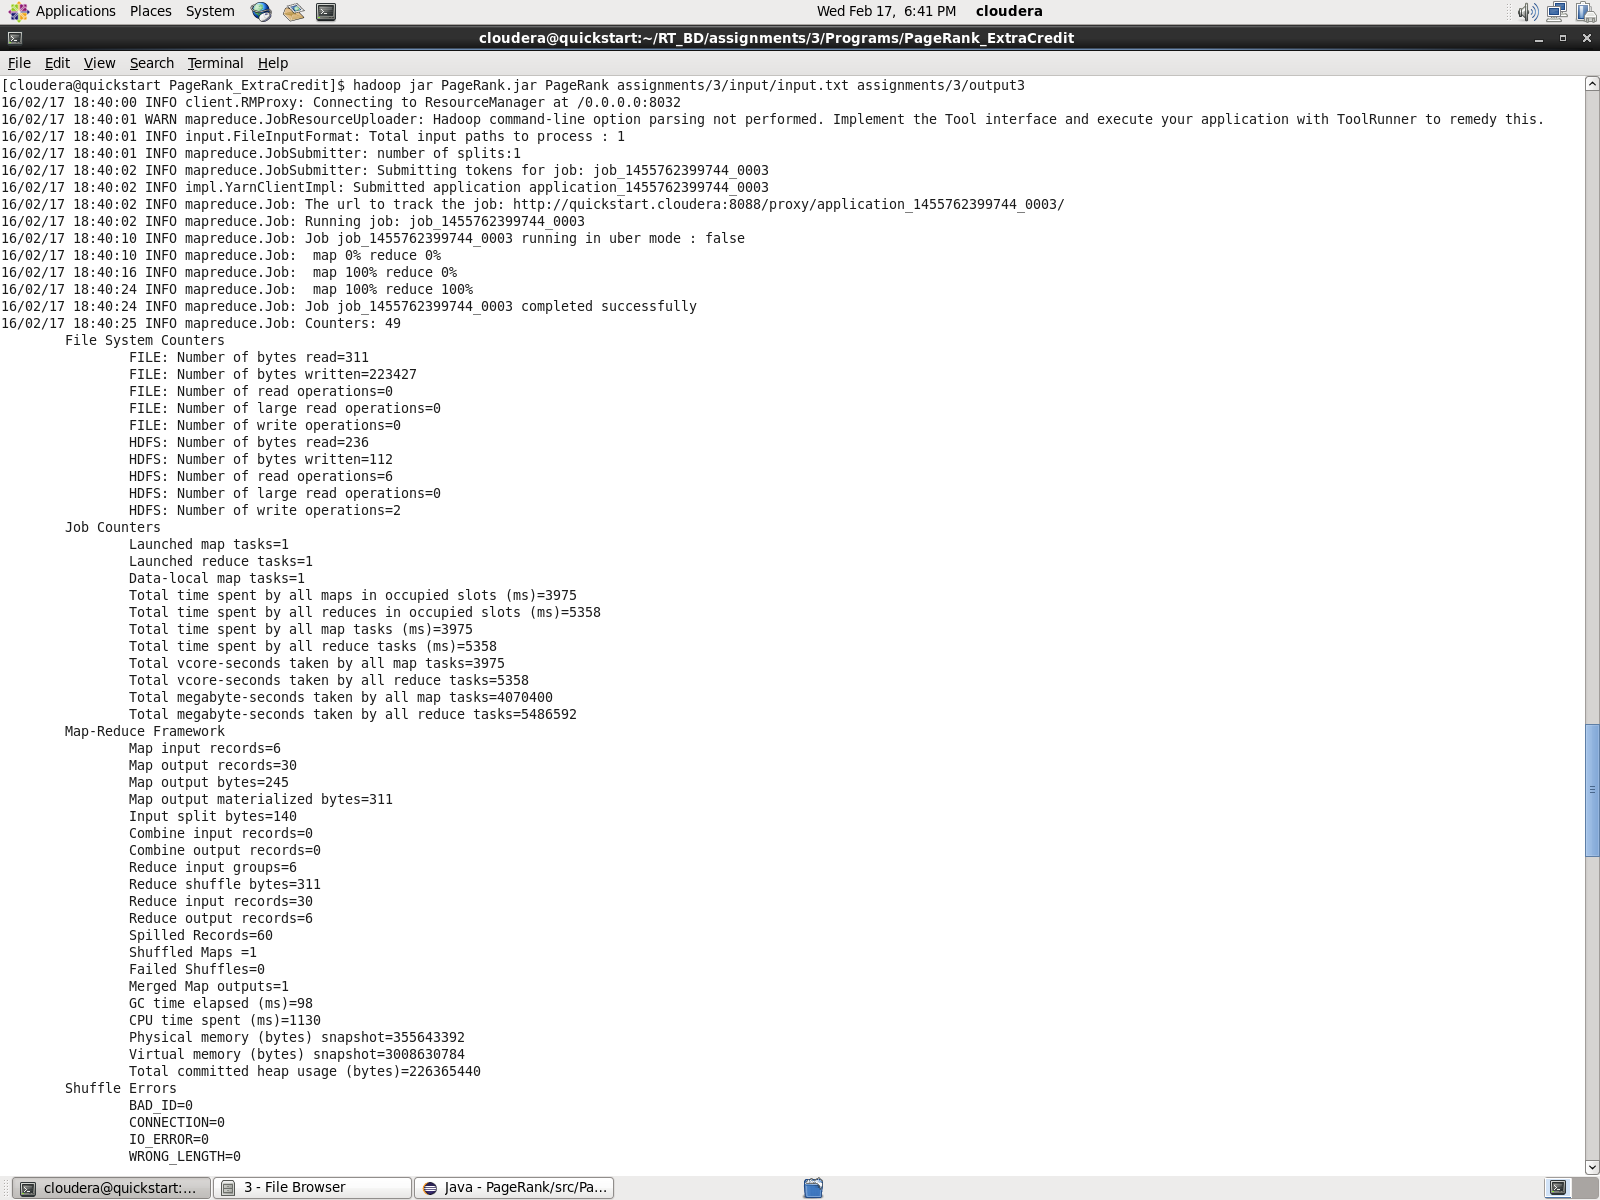 Applications Places System Wed Feb 17, 6:41 PM cloudera
cloudera@quickstart:~/RT_BD/assignments/3/Programs/PageRank_ExtraCredit
File Edit View Search Terminal Help
[cloudera@quickstart PageRank_ExtraCredit]$ hadoop jar PageRank.jar PageRank assignments/3/input/input.txt assignments/3/output3
16/02/17 18:40:00 INFO client.RMProxy: Connecting to ResourceManager at /0.0.0.0:8032
16/02/17 18:40:01 WARN mapreduce.JobResourceUploader: Hadoop command-line option parsing not performed. Implement the Tool interface and execute your application with ToolRunner to remedy this.
16/02/17 18:40:01 INFO input.FileInputFormat: Total input paths to process : 1
16/02/17 18:40:01 INFO mapreduce.JobSubmitter: number of splits:1
16/02/17 18:40:02 INFO mapreduce.JobSubmitter: Submitting tokens for job: job_1455762399744_0003
16/02/17 18:40:02 INFO impl.YarnClientImpl: Submitted application application_1455762399744_0003
16/02/17 18:40:02 INFO mapreduce.Job: The url to track the job: http://quickstart.cloudera:8088/proxy/application_1455762399744_0003/
16/02/17 18:40:02 INFO mapreduce.Job: Running job: job_1455762399744_0003
16/02/17 18:40:10 INFO mapreduce.Job: Job job_1455762399744_0003 running in uber mode : false
16/02/17 18:40:10 INFO mapreduce.Job:  map 0% reduce 0%
16/02/17 18:40:16 INFO mapreduce.Job:  map 100% reduce 0%
16/02/17 18:40:24 INFO mapreduce.Job:  map 100% reduce 100%
16/02/17 18:40:24 INFO mapreduce.Job: Job job_1455762399744_0003 completed successfully
16/02/17 18:40:25 INFO mapreduce.Job: Counters: 49
File System Counters
FILE: Number of bytes read=311
FILE: Number of bytes written=223427
FILE: Number of read operations=0
FILE: Number of large read operations=0
FILE: Number of write operations=0
HDFS: Number of bytes read=236
HDFS: Number of bytes written=112
HDFS: Number of read operations=6
HDFS: Number of large read operations=0
HDFS: Number of write operations=2
Job Counters
Launched map tasks=1
Launched reduce tasks=1
Data-local map tasks=1
Total time spent by all maps in occupied slots (ms)=3975
Total time spent by all reduces in occupied slots (ms)=5358
Total time spent by all map tasks (ms)=3975
Total time spent by all reduce tasks (ms)=5358
Total vcore-seconds taken by all map tasks=3975
Total vcore-seconds taken by all reduce tasks=5358
Total megabyte-seconds taken by all map tasks=4070400
Total megabyte-seconds taken by all reduce tasks=5486592
Map-Reduce Framework
Map input records=6
Map output records=30
Map output bytes=245
Map output materialized bytes=311
Input split bytes=140
Combine input records=0
Combine output records=0
Reduce input groups=6
Reduce shuffle bytes=311
Reduce input records=30
Reduce output records=6
Spilled Records=60
Shuffled Maps =1
Failed Shuffles=0
Merged Map outputs=1
GC time elapsed (ms)=98
CPU time spent (ms)=1130
Physical memory (bytes) snapshot=355643392
Virtual memory (bytes) snapshot=3008630784
Total committed heap usage (bytes)=226365440
Shuffle Errors
BAD_ID=0
CONNECTION=0
IO_ERROR=0
WRONG_LENGTH=0
cloudera@quickstart:... 3 - File Browser Java - PageRank/src/Pa...